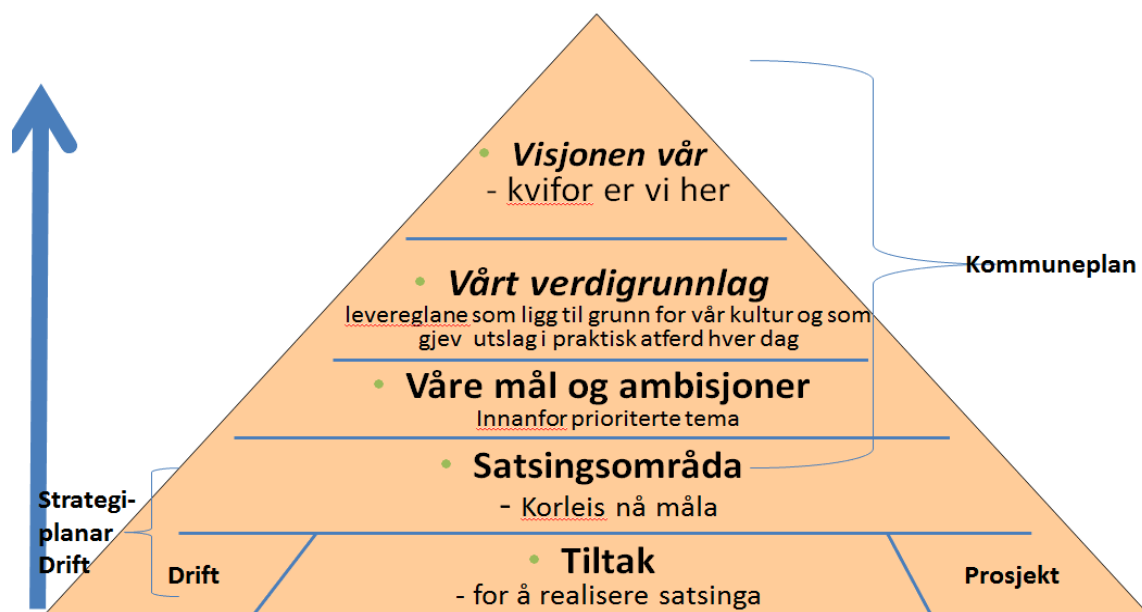 Visjonen vår
- kvifor er vi her
Kommuneplan
Vårt verdigrunnlag
levereglane som ligg til grunn for vår kultur og som
gjev utslag i praktisk atferd hver dag
Våre mål og ambisjoner
Innanfor prioriterte tema
Satsingsområda
- Korleis nå måla
Strategi-
planar
Drift
Drift
Tiltak
- for å realisere satsinga
Prosjekt